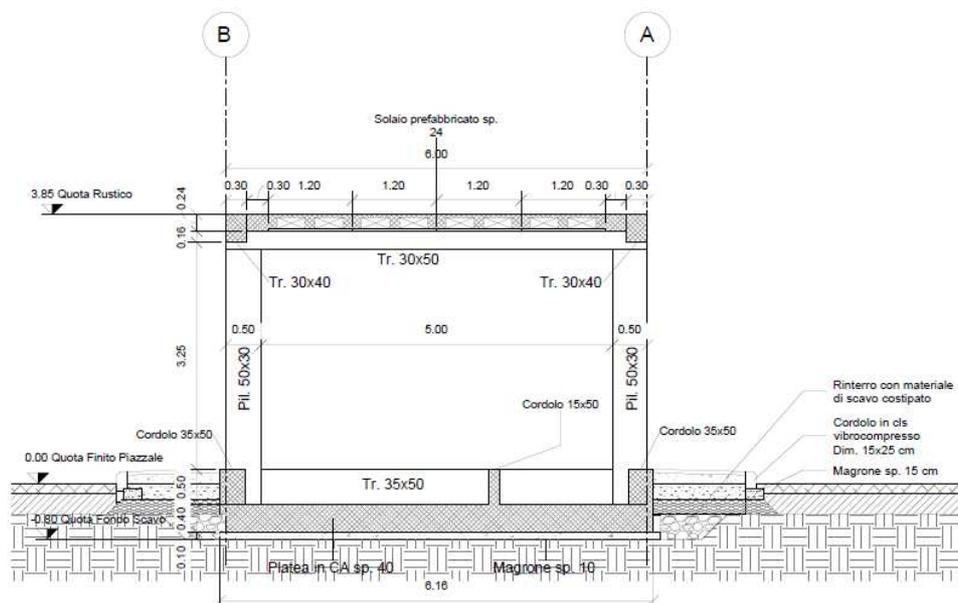 B
A
Solaio prefabbricato sp.
24
6.00
0.30
0.30
1.20
1.20
1.20
1.20
0.30
0.30
3.85 Quota Rustico
0.24
0.16
Tr. 30x50
Tr. 30x40
Tr. 30x40
0.50
5.00
0.50
3.25
Pil. 50x30
Pil. 50x30
Rinterro con materiale
di scavo costipato
Cordolo 15x50
Cordolo in cls
vibrocompresso
Dim. 15x25 cm
Cordolo 35x50
Cordolo 35x50
0.00 Quota Finito Piazzale
Magrone sp. 15 cm
0.50
Tr. 35x50
0.40
-0.80 Quota Fondo Scavo
0.10
Platea in CA sp. 40
Magrone sp. 10
6.16